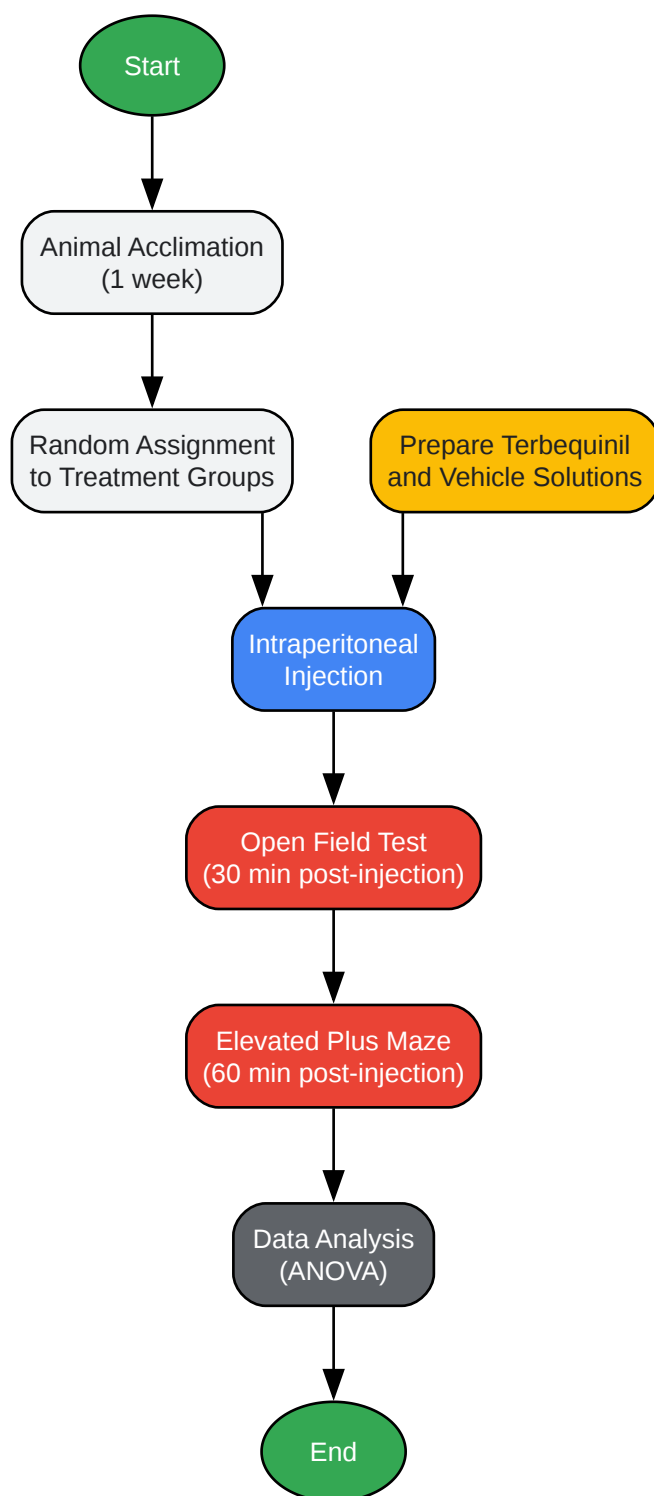 Start
Animal Acclimation
(1 week)
Random Assignment
to Treatment Groups
Prepare Terbequinil
and Vehicle Solutions
Intraperitoneal
Injection
Open Field Test
(30 min post-injection)
Elevated Plus Maze
(60 min post-injection)
Data Analysis
(ANOVA)
End